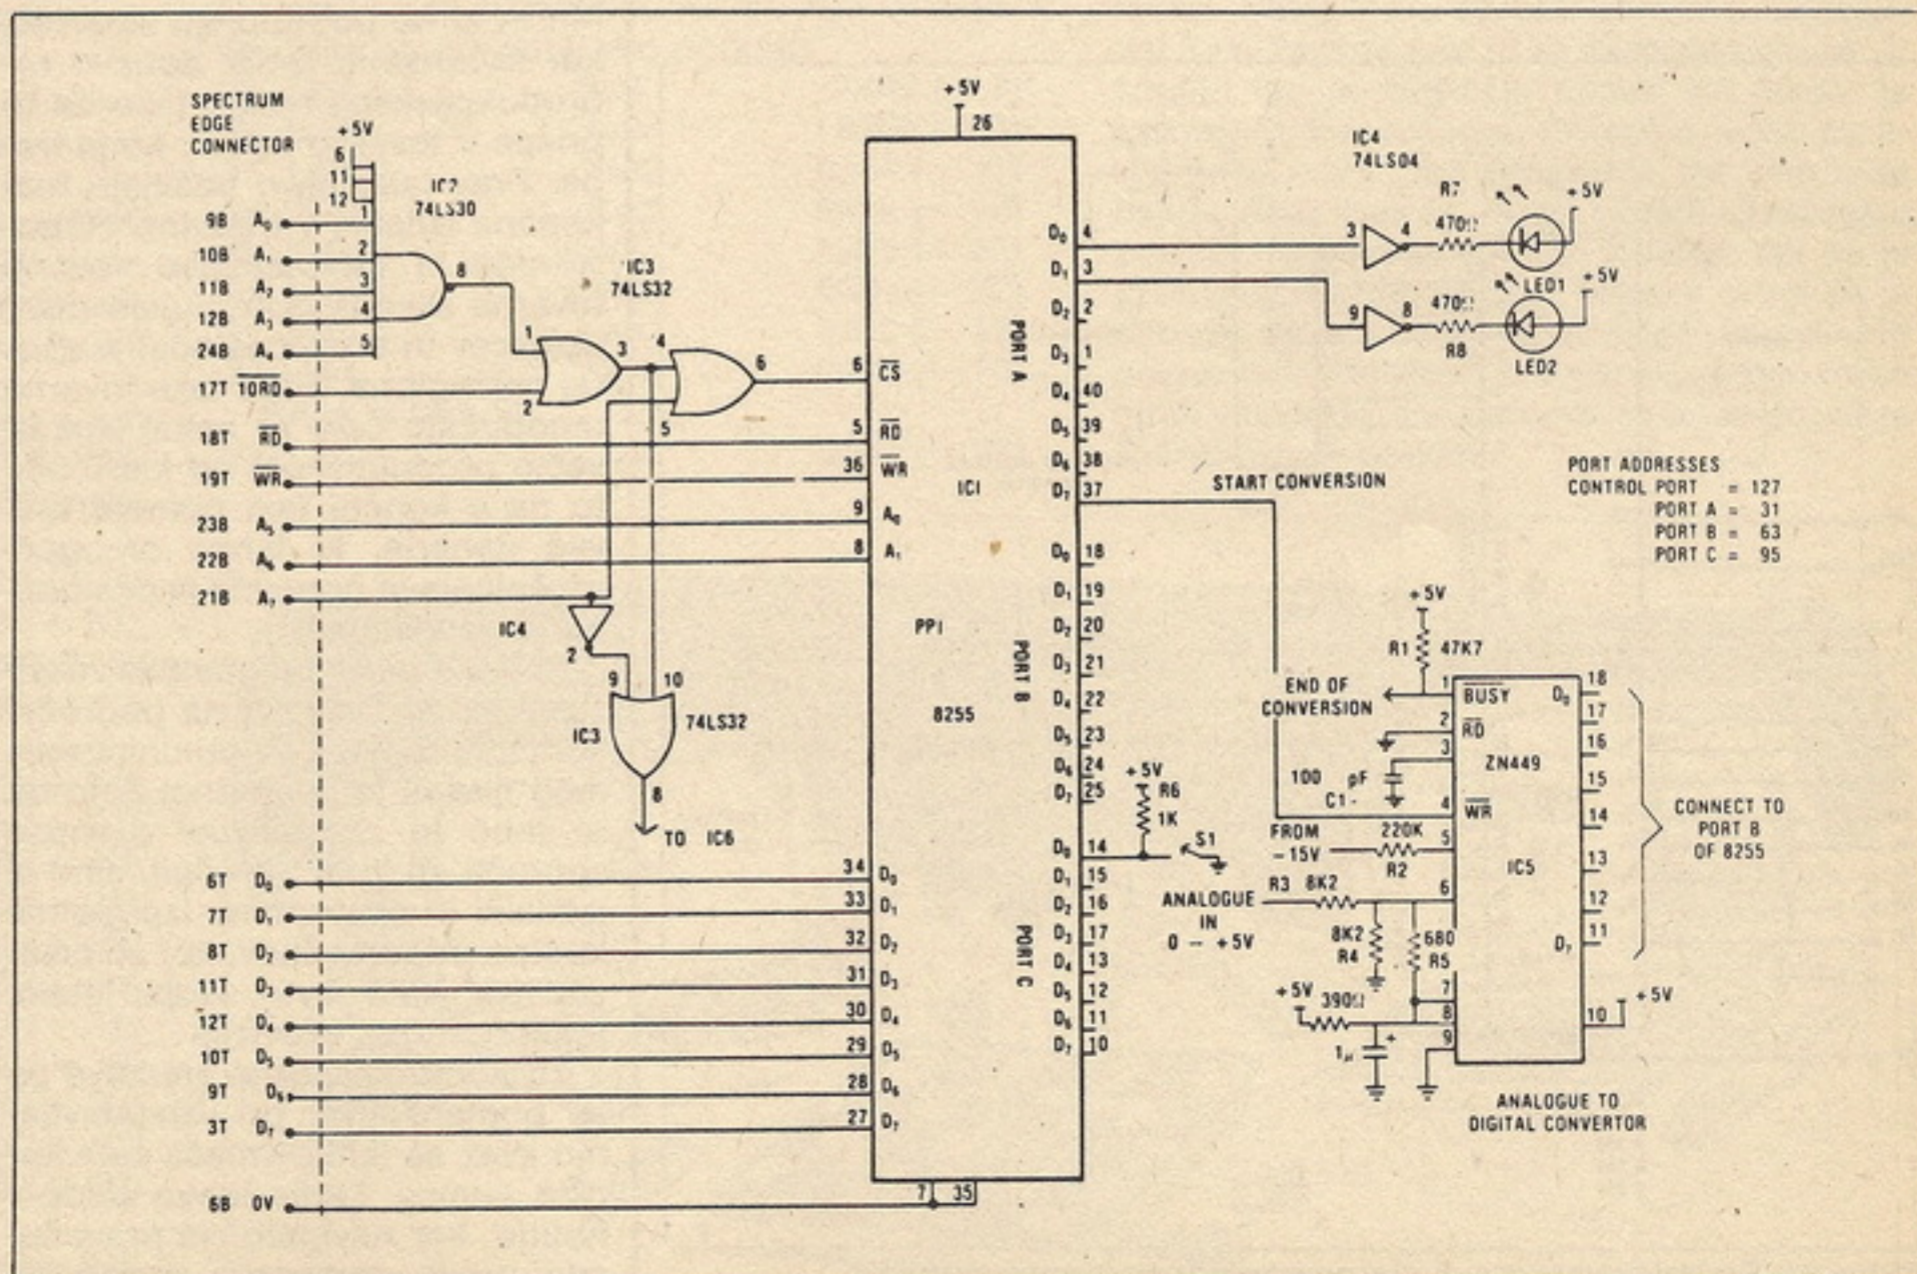 SPECTRUM
EDGE
CONNECTOR
+5V
6
11
12
IC2
74LS30
9B A₀ 1
10B A₁ 2
11B A₂ 3
12B A₃ 4
24B A₄ 5
8
17T IORQ
18T RD
19T WR
23B A₅
22B A₆
21B A₇
IC3
74LS32
1
2
3
4
5
6
IC4
2
9 10
IC3
74LS32
8
TO IC6
6T D₀
7T D₁
8T D₂
11T D₃
12T D₄
10T D₅
9T D₆
3T D₇
6B 0V
+5V
26
6 CS
5 RD
36 WR
9 A₀
8 A₁
IC1
PPI
8255
34 D₀
33 D₁
32 D₂
31 D₃
30 D₄
29 D₅
28 D₆
27 D₇
7 35
PORT A
D₀ 4
D₁ 3
D₂ 2
D₃ 1
D₄ 40
D₅ 39
D₆ 38
D₇ 37
PORT B
D₀ 18
D₁ 19
D₂ 20
D₃ 21
D₄ 22
D₅ 23
D₆ 24
D₇ 25
PORT C
D₀ 14
D₁ 15
D₂ 16
D₃ 17
D₄ 13
D₅ 12
D₆ 11
D₇ 10
IC4
74LS04
3 4
R7
470Ω
+5V
LED1
9 8
470Ω
R8
+5V
LED2
START CONVERSION
PORT ADDRESSES
CONTROL PORT = 127
PORT A = 31
PORT B = 63
PORT C = 95
+5V
R1 47K7
END OF
CONVERSION
1 BUSY
2 RD
3
100 pF
C1
4 WR
FROM
-15V
220K
R2
5
+5V
R6
1K
S1
R3 8K2
6
ANALOGUE
IN
0 - +5V
8K2
R4
680
R5
+5V
390Ω
1µ
+
7
8
9
ZN449
IC5
D₀ 18
17
16
15
14
13
12
D₇ 11
10
+5V
CONNECT TO
PORT B
OF 8255
ANALOGUE TO
DIGITAL CONVERTOR